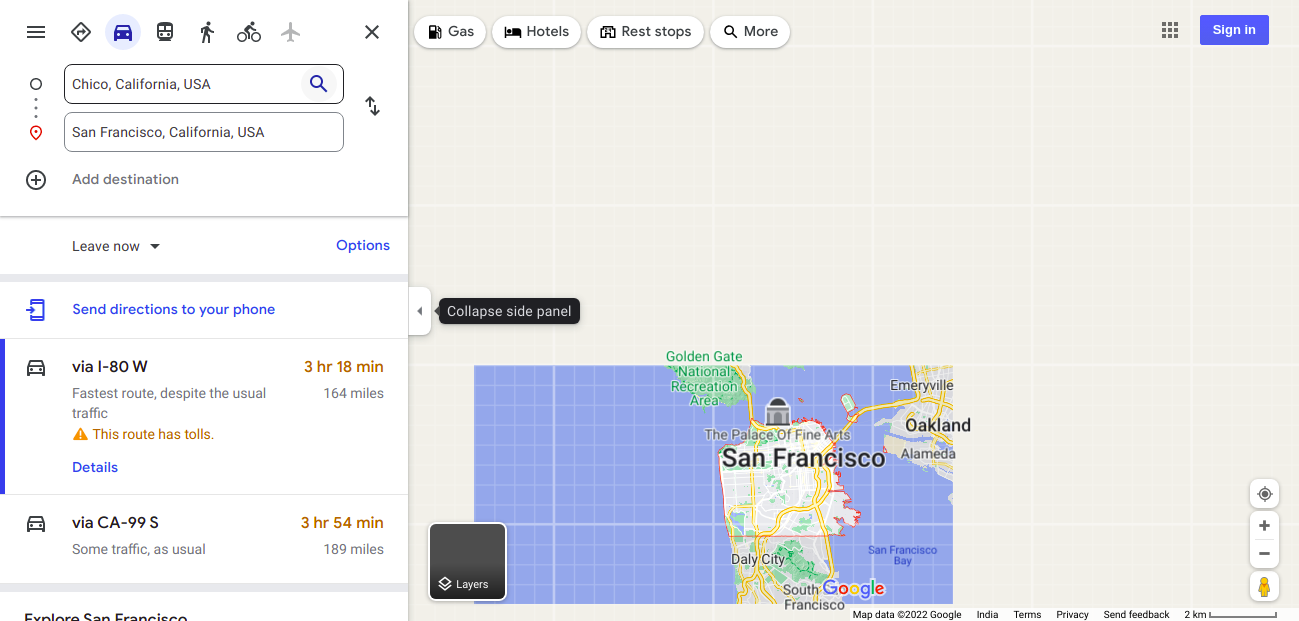 Chico, California, USA
San Francisco, California, USA
Add destination
Leave now
Options
Send directions to your phone
via I-80 W
3 hr 18 min
Fastest route, despite the usual
traffic
164 miles
This route has tolls.
Details
via CA-99 S
3 hr 54 min
Some traffic, as usual
189 miles
Explore San Francisco
Gas
Hotels
Rest stops
More
Sign in
Collapse side panel
Golden Gate
National
Recreation
Area
Emeryville
The Palace Of Fine Arts
Oakland
San Francisco
Alameda
Daly City
San Francisco
Bay
South
Francisco
Google
Layers
Map data ©2022 Google
India
Terms
Privacy
Send feedback
2 km